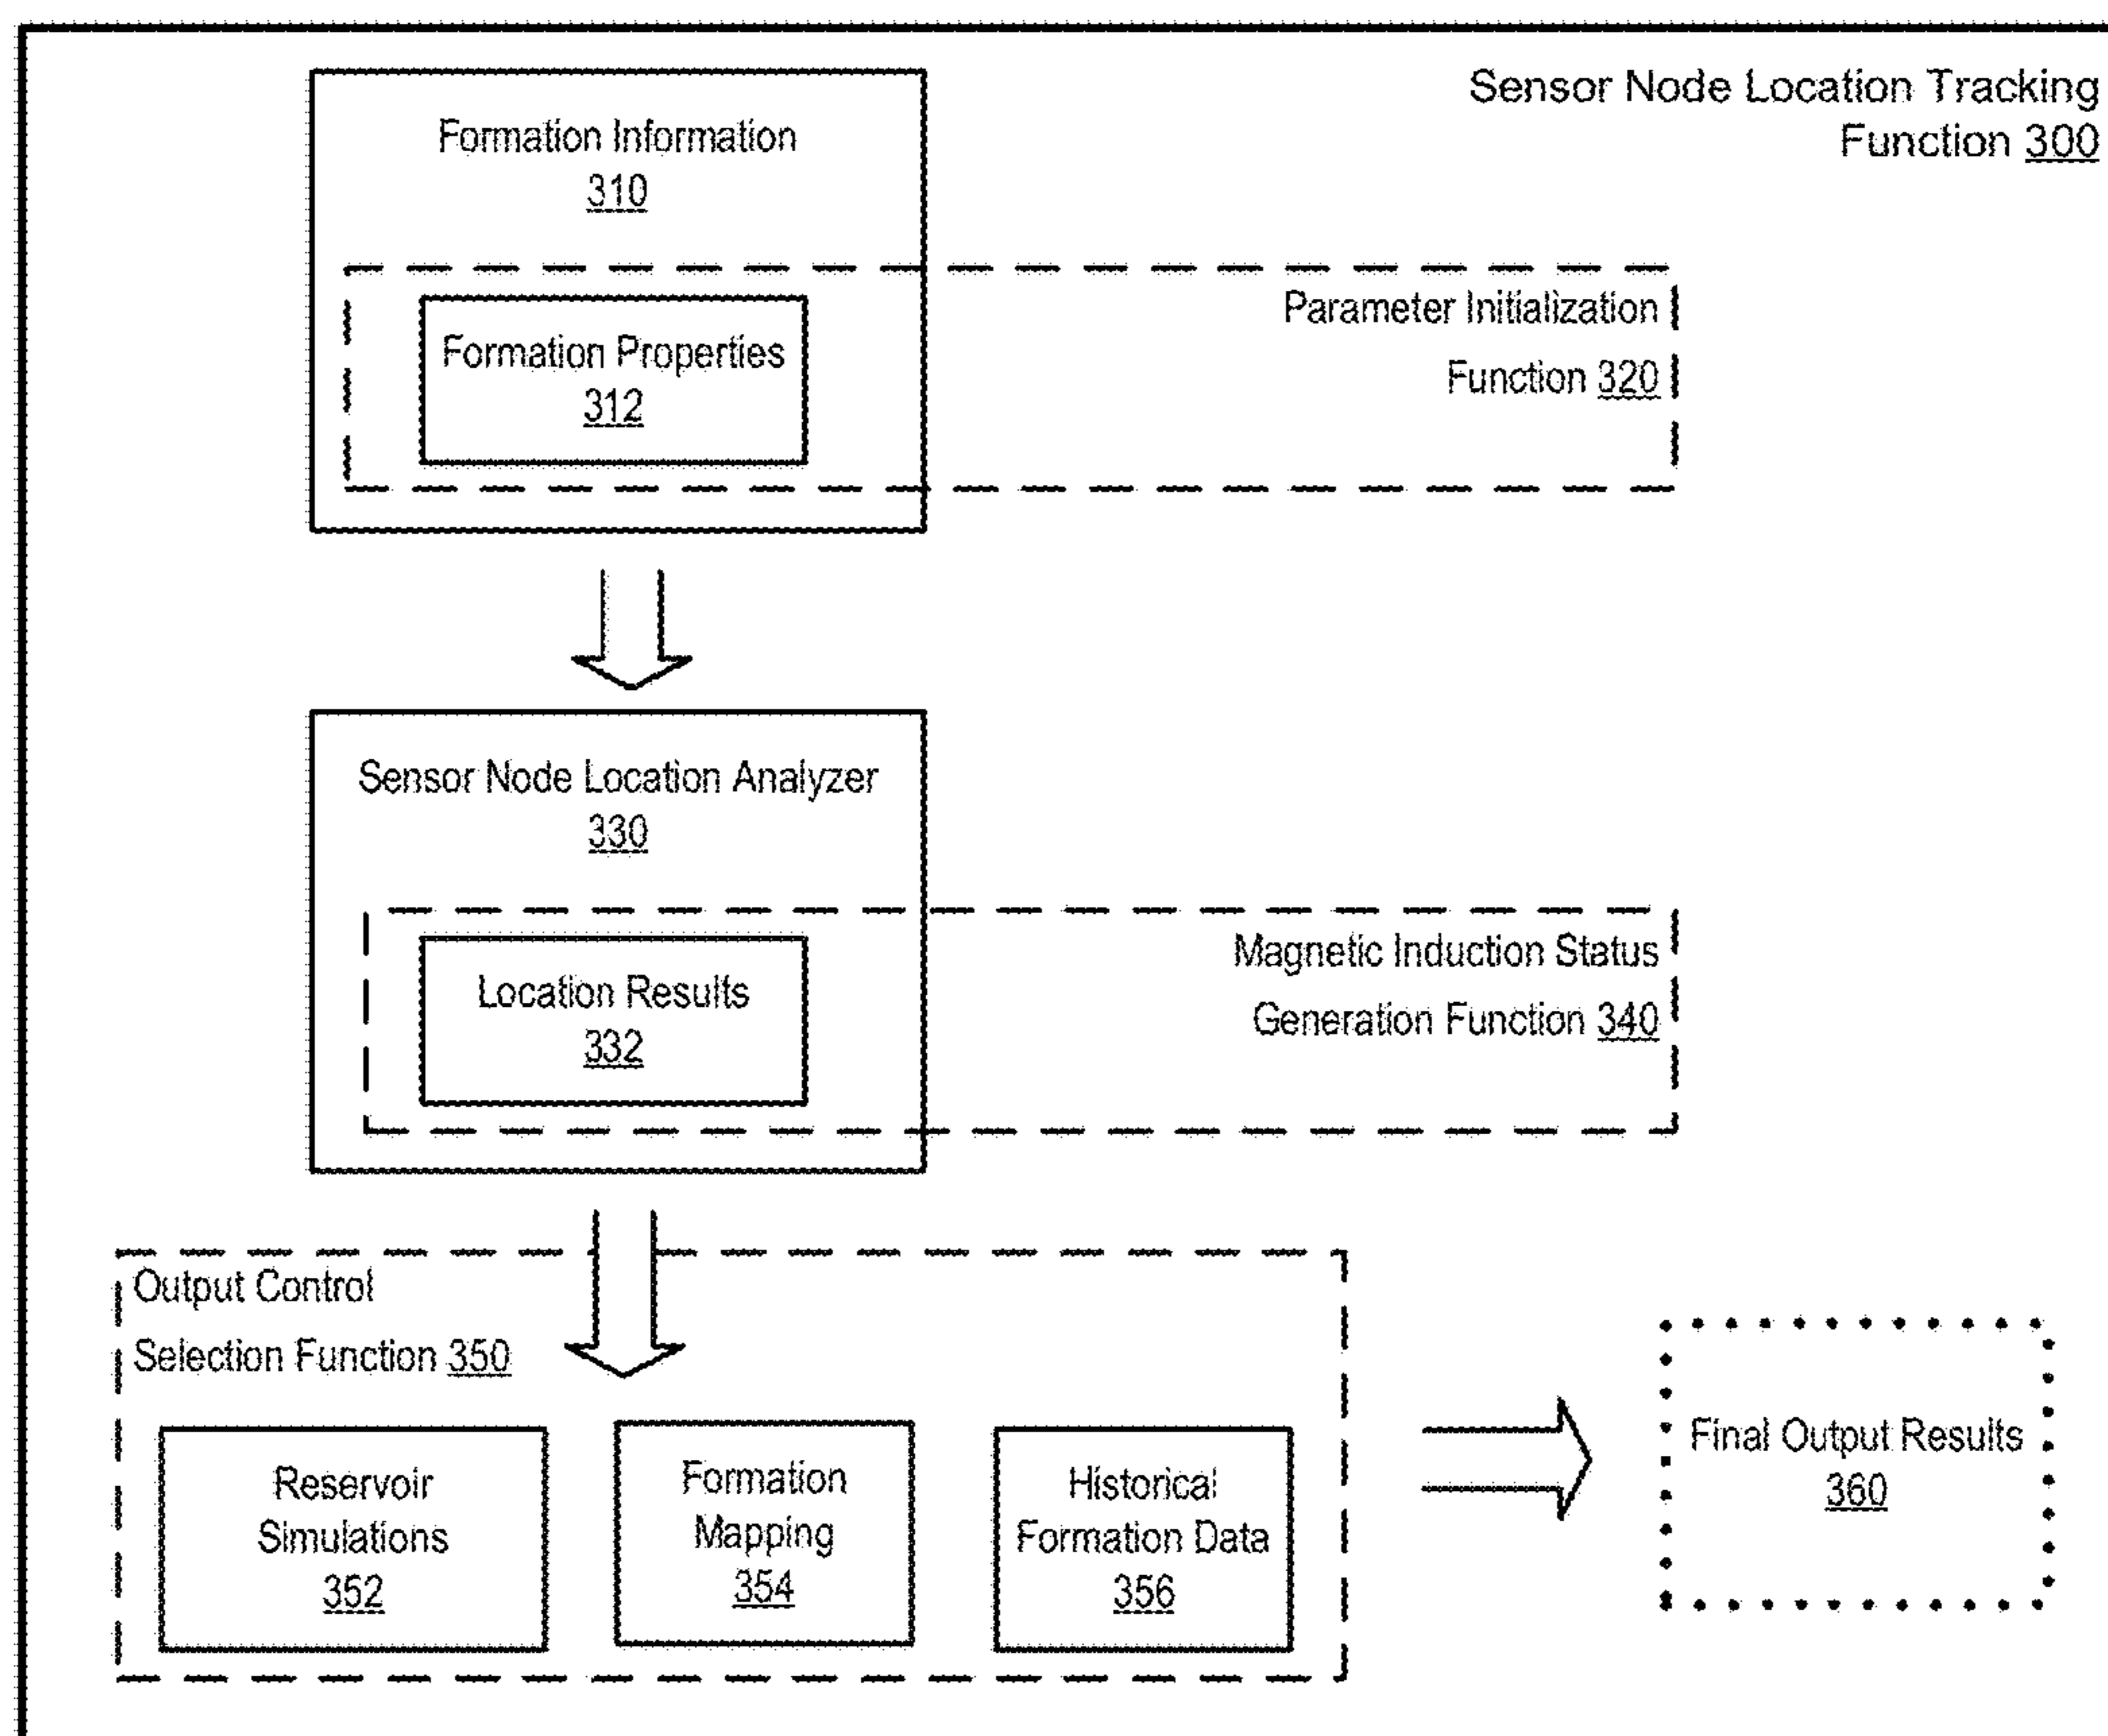 Sensor Node Location Tracking
Function 300
Formation Information
310
Parameter Initialization
Function 320
Formation Properties
312
Sensor Node Location Analyzer
330
Magnetic Induction Status
Generation Function 340
Location Results
332
Output Control
Selection Function 350
Reservoir
Simulations
352
Formation
Mapping
354
Historical
Formation Data
356
Final Output Results
360